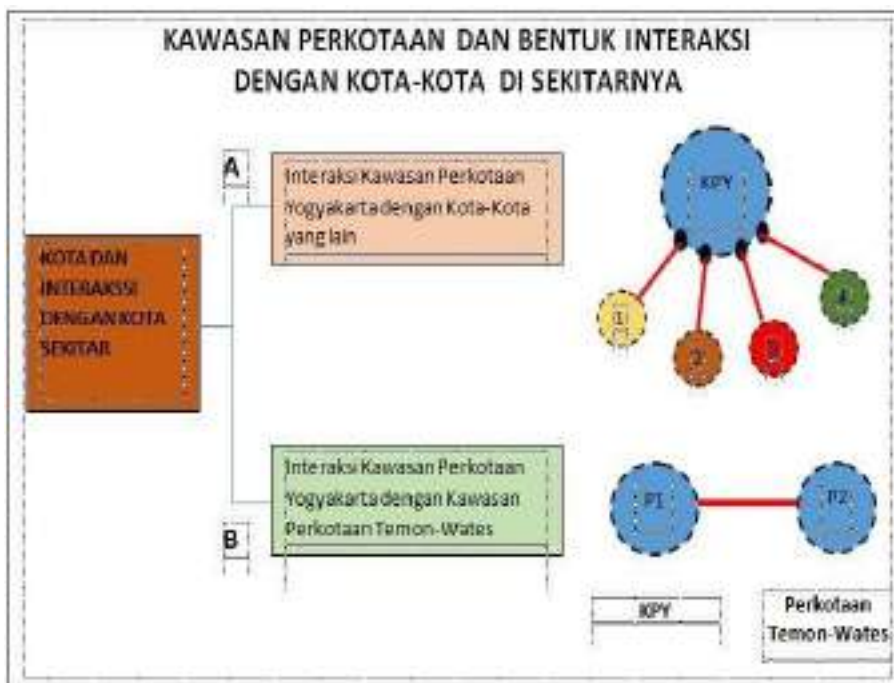 KAWASAN PERKOTAAN DAN BENTUK INTERAKSI
DENGAN KOTA-KOTA DI SEKITARNYA
A
Interaksi Kawasan Perkotaan
Yogyakarta dengan Kota-Kota
yang lain
KOTA DAN
INTERAKSSI
DENGAN KOTA
SEKITAR
KPY
1
2
3
4
Interaksi Kawasan Perkotaan
Yogyakarta dengan Kawasan
Perkotaan Temon-Wates
B
P1
P2
KPY
Perkotaan
Temon-Wates